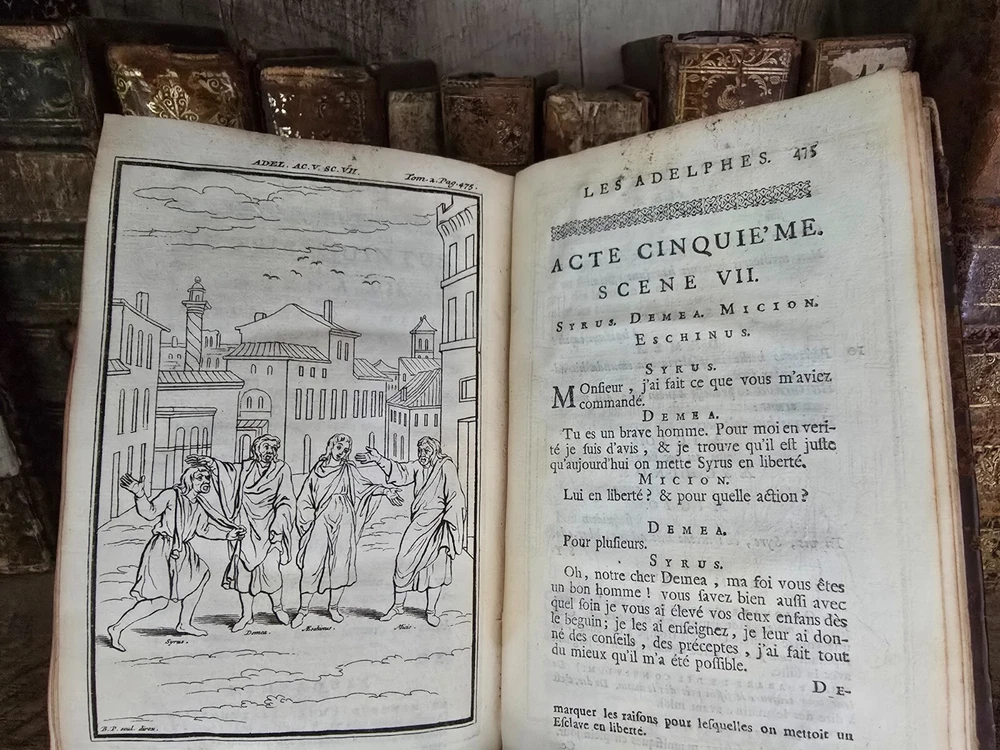 ADEL. AC. V. SC. VII.
Tom. 2. Pag. 475.
Syrus.
Demea.
Æschinus.
Micio.
B. P. scul. direx.
LES ADELPHES. 475
ACTE CINQUIE'ME.
SCENE VII.
SYRUS. DEMEA. MICION.
ESCHINUS.
SYRUS.
MOnſieur, j'ai fait ce que vous m'aviez
commandé.
DEMEA.
Tu es un brave homme. Pour moi en veri-
té je ſuis d'avis, & je trouve qu'il eſt juſte
qu'aujourd'hui on mette Syrus en liberté.
MICION.
Lui en liberté? & pour quelle action?
DEMEA.
Pour pluſieurs.
SYRUS.
Oh, notre cher Demea, ma foi vous êtes
un bon homme! vous ſavez bien auſſi avec
quel ſoin je vous ai élevé vos deux enfans dès
le beguin; je les ai enſeignez, je leur ai don-
né des conſeils, des préceptes, j'ai fait tout
du mieux qu'il m'a été poſſible.
DE-
marquer les raiſons pour leſquelles on mettoit un
Eſclave en liberté.